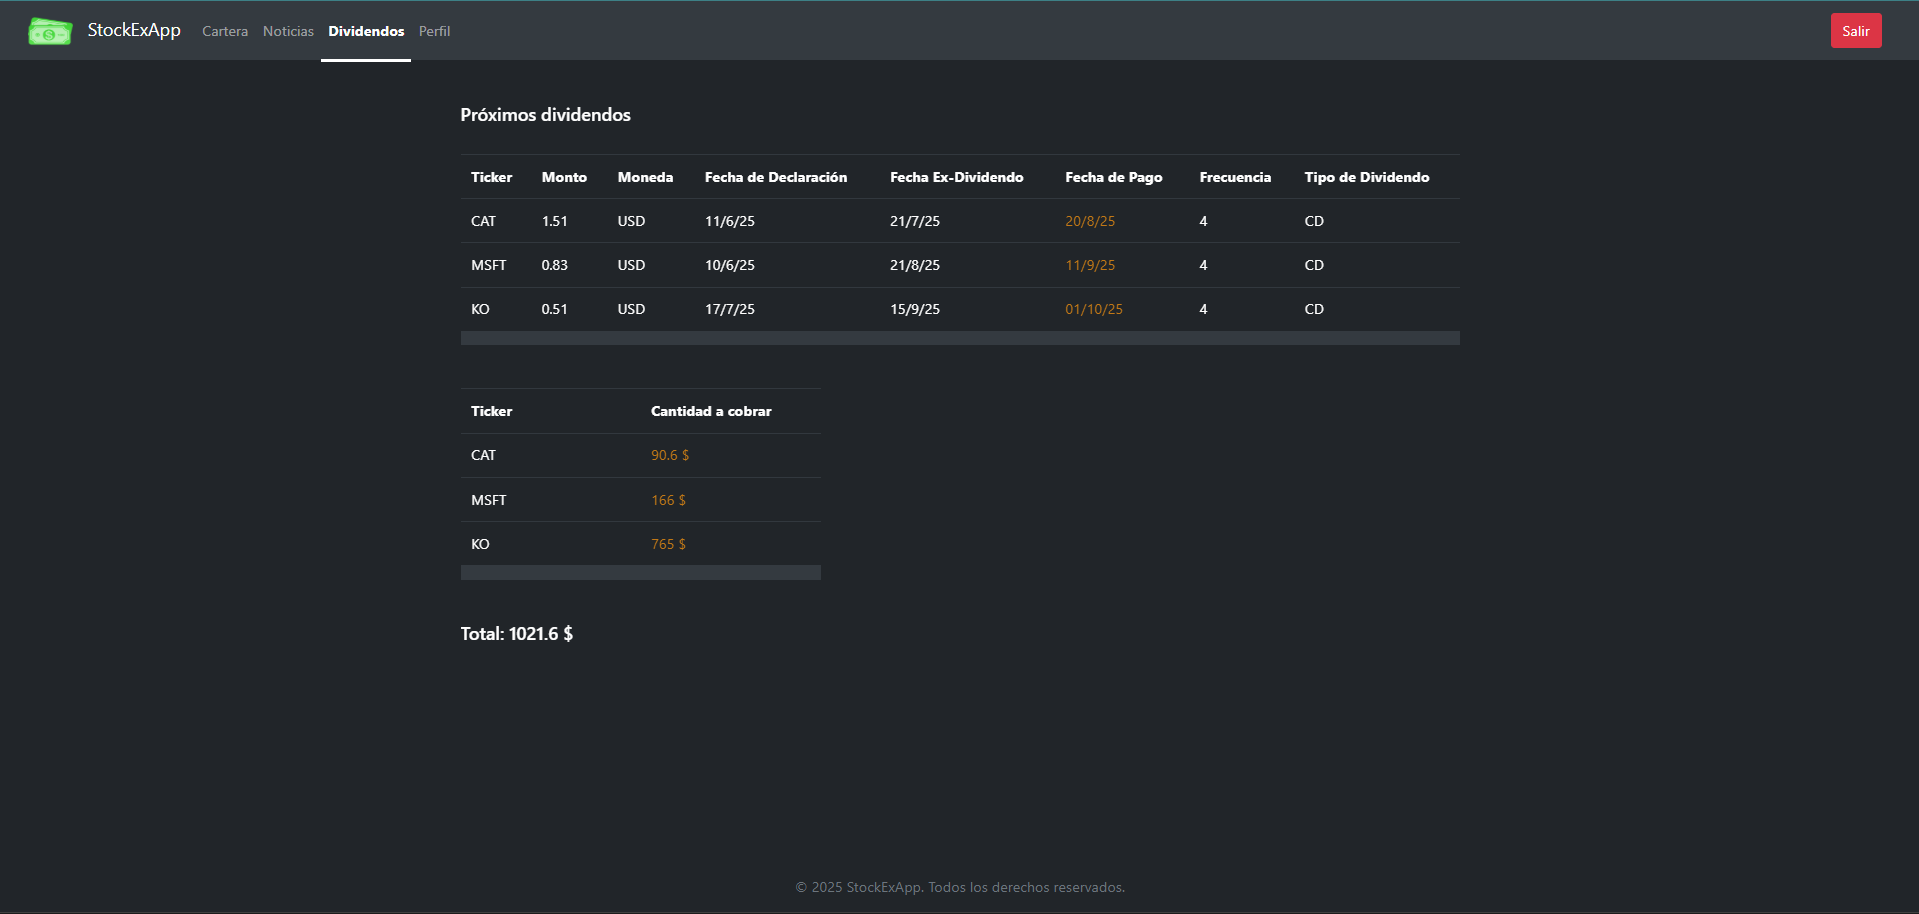 StockExApp Cartera Noticias Dividendos Perfil Salir
Próximos dividendos
Ticker Monto Moneda Fecha de Declaración Fecha Ex-Dividendo Fecha de Pago Frecuencia Tipo de Dividendo
CAT 1.51 USD 11/6/25 21/7/25 20/8/25 4 CD
MSFT 0.83 USD 10/6/25 21/8/25 11/9/25 4 CD
KO 0.51 USD 17/7/25 15/9/25 01/10/25 4 CD
Ticker Cantidad a cobrar
CAT 90.6 $
MSFT 166 $
KO 765 $
Total: 1021.6 $
© 2025 StockExApp. Todos los derechos reservados.